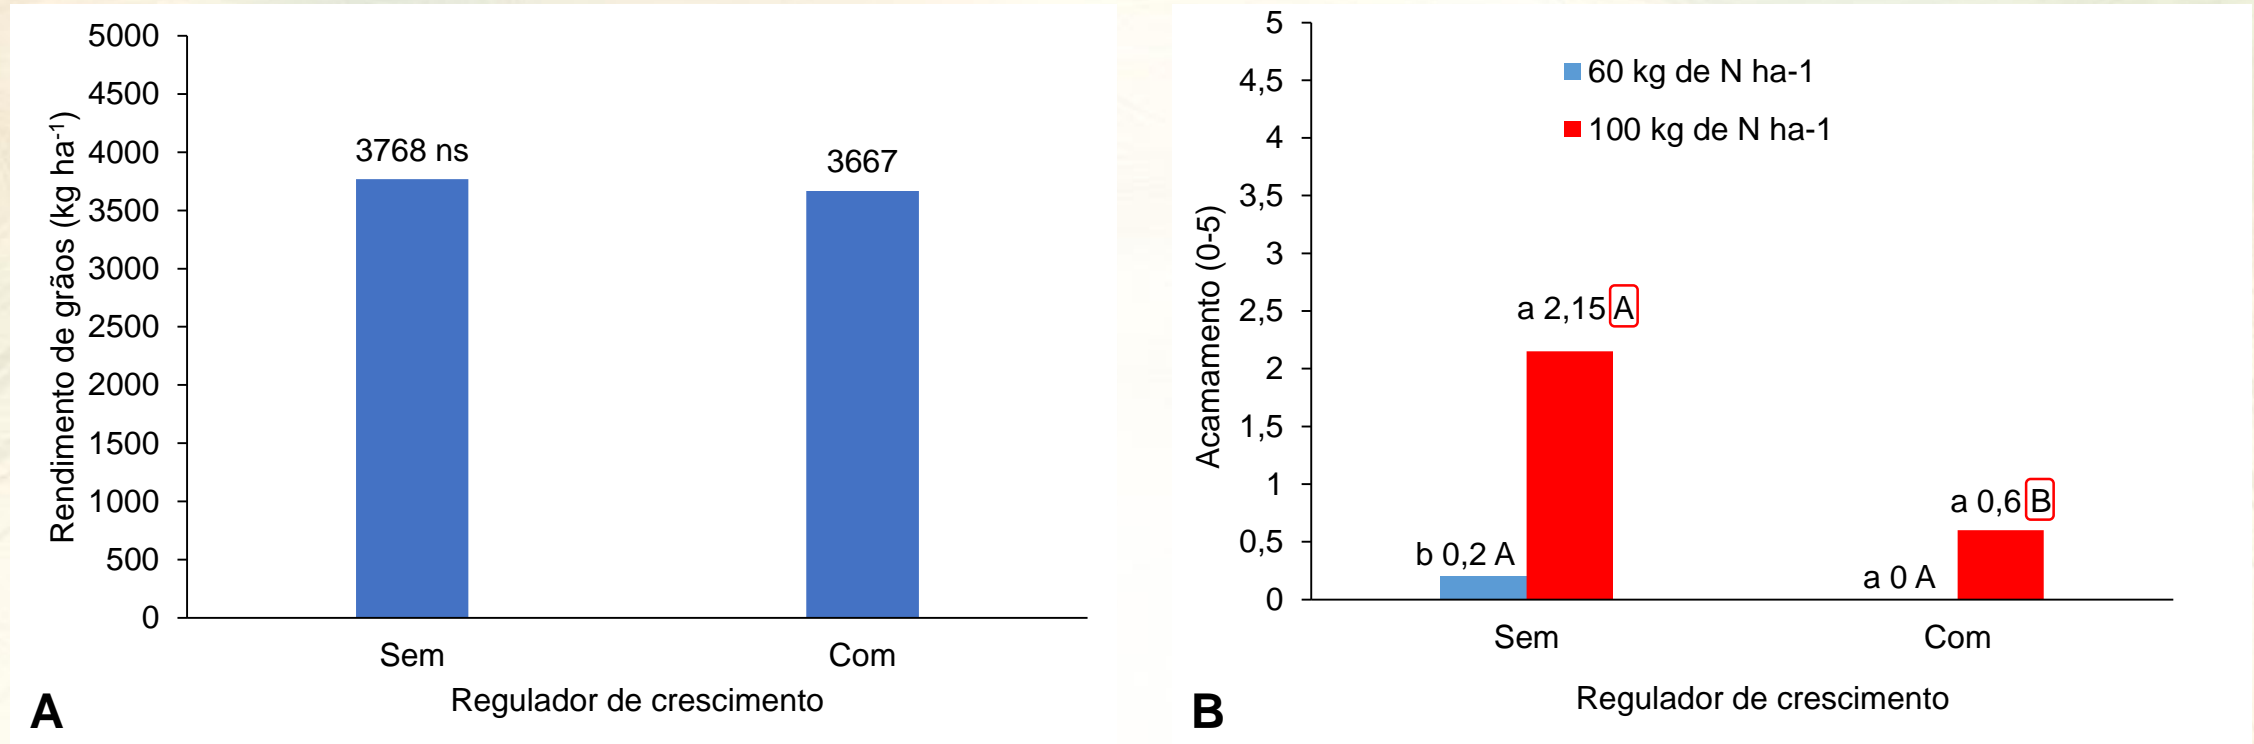 Rendimento de grãos (kg ha-1)
5000
4500
4000
3500
3000
2500
2000
1500
1000
500
0
3768 ns
3667
Sem
Com
Regulador de crescimento
A
Acamamento (0-5)
5
4,5
4
3,5
3
2,5
2
1,5
1
0,5
0
60 kg de N ha-1
100 kg de N ha-1
b 0,2 A
a 2,15 A
a 0 A
a 0,6 B
Sem
Com
Regulador de crescimento
B